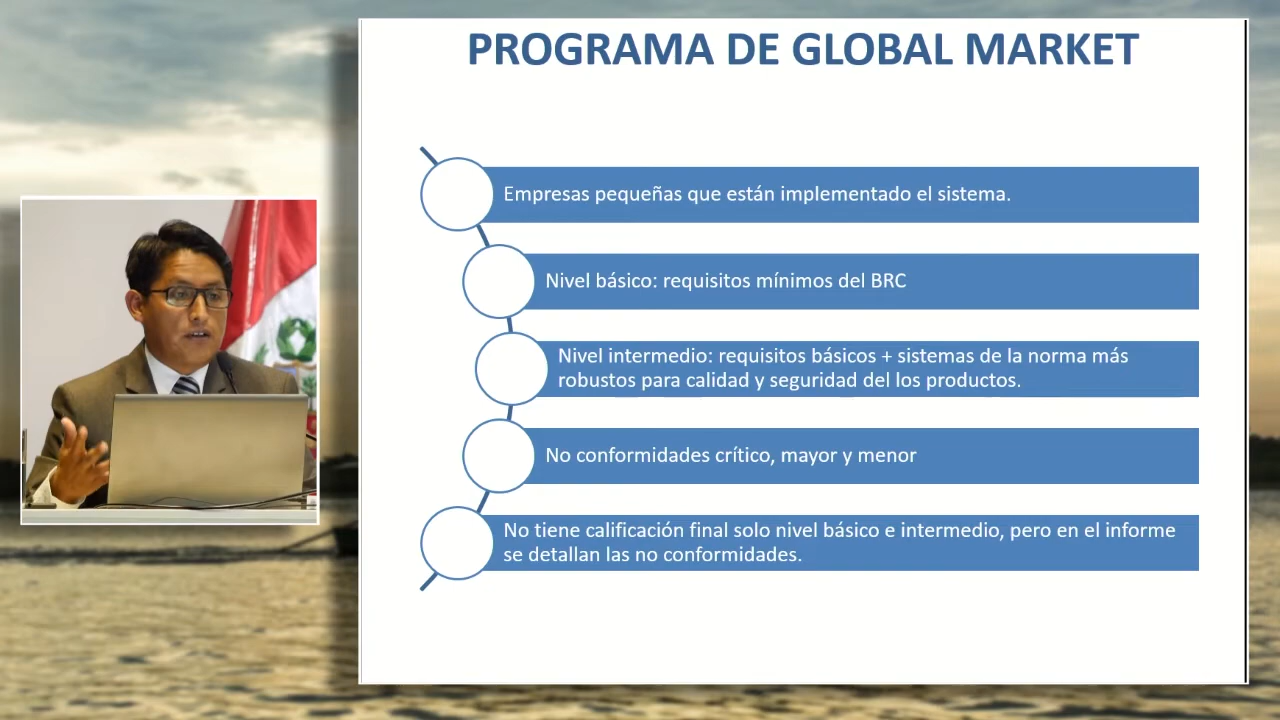 PROGRAMA DE GLOBAL MARKET
Empresas pequeñas que están implementado el sistema.
Nivel básico: requisitos mínimos del BRC
Nivel intermedio: requisitos básicos + sistemas de la norma más
robustos para calidad y seguridad del los productos.
No conformidades crítico, mayor y menor
No tiene calificación final solo nivel básico e intermedio, pero en el informe
se detallan las no conformidades.